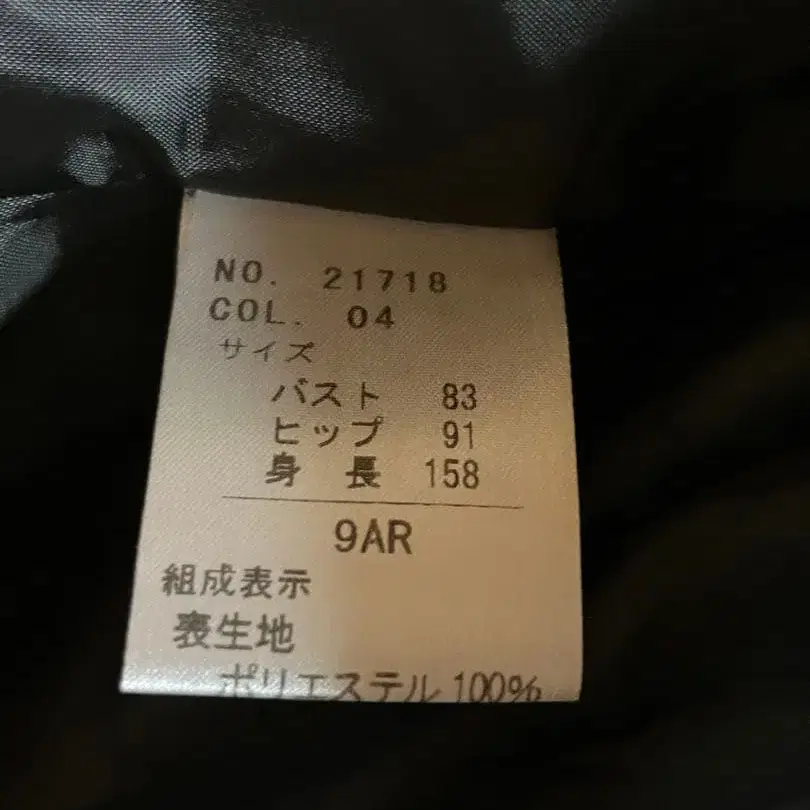 NO. 21718
COL. 04
サイズ
バスト 83
ヒップ 91
身長 158
9AR
組成表示
表生地
ポリエステル 100%